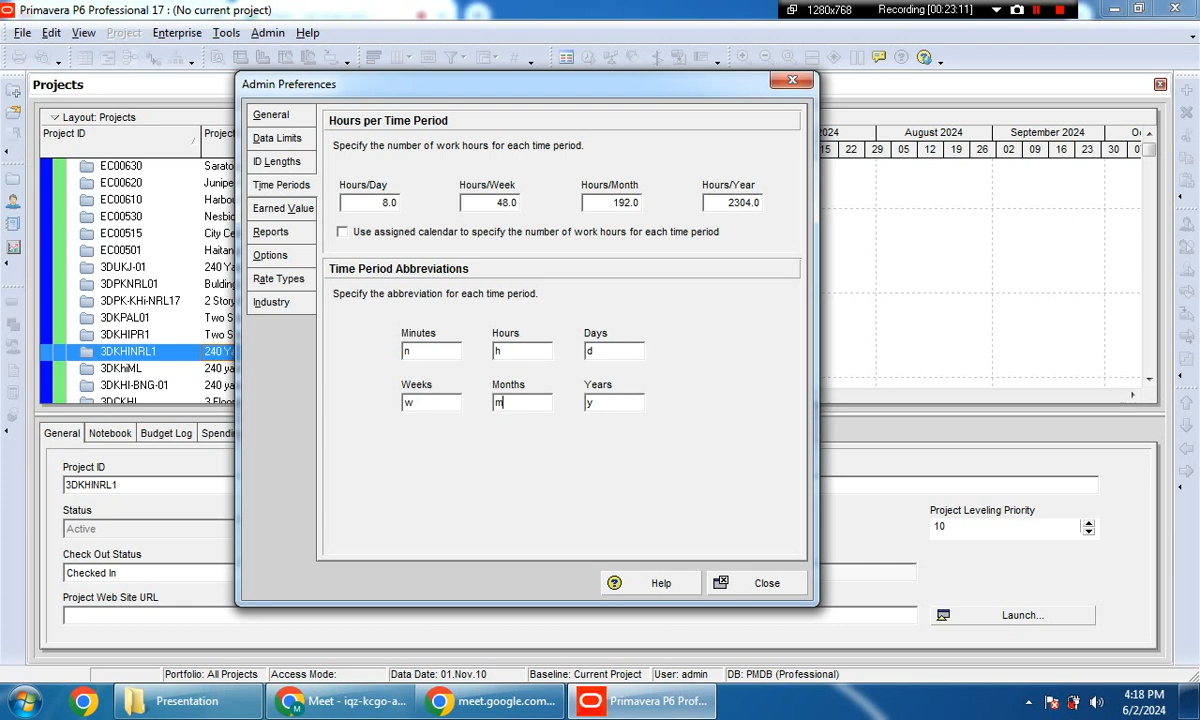 Primavera P6 Professional 17 : (No current project)
1280x768
Recording [00:23:11]
File Edit View Project Enterprise Tools Admin Help
Projects
Admin Preferences
Layout: Projects
Project ID
EC00630 Sarato
EC00620 Junipe
EC00610 Harbou
EC00530 Nesbid
EC00515 City Ce
EC00501 Haitan
3DUKJ-01 240 Ya
3DPKNRL01 Bulding
3DPK-KHi-NRL17 2 Story
3DKPAL01 Two S
3DKHIPR1 Two S
3DKHINRL1 240 Ya
3DKhiML 240 ya
3DKHI-BNG-01 240 ya
3DCKHI 3 Floor
General
Data Limits
ID Lengths
Time Periods
Earned Value
Reports
Options
Rate Types
Industry
Hours per Time Period
Specify the number of work hours for each time period.
Hours/Day Hours/Week Hours/Month Hours/Year
8.0 48.0 192.0 2304.0
Use assigned calendar to specify the number of work hours for each time period
Time Period Abbreviations
Specify the abbreviation for each time period.
Minutes Hours Days
n h d
Weeks Months Years
w m y
Help Close
2024 August 2024 September 2024
15 22 29 05 12 19 26 02 09 16 23 30
General Notebook Budget Log Spendin
Project ID
3DKHINRL1
Status
Active
Check Out Status
Checked In
Project Web Site URL
Project Leveling Priority
10
Launch...
Portfolio: All Projects Access Mode: Data Date: 01.Nov.10 Baseline: Current Project User: admin DB: PMDB (Professional)
Presentation
Meet - iqz-kcgo-a...
meet.google.com...
Primavera P6 Prof...
4:18 PM
6/2/2024